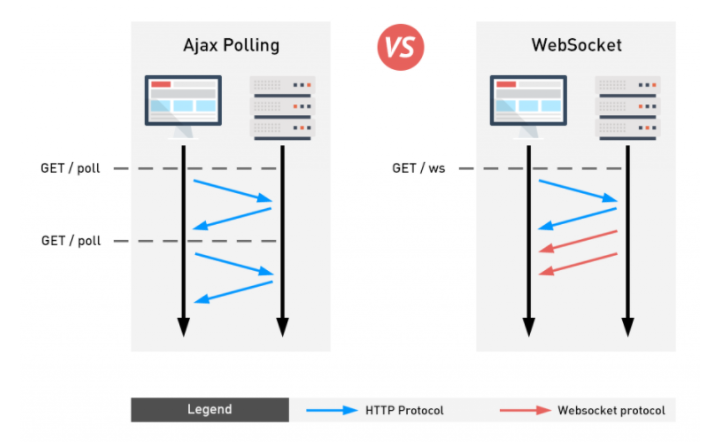 Ajax Polling
VS
WebSocket
GET / poll
GET / ws
GET / poll
Legend
HTTP Protocol
Websocket protocol